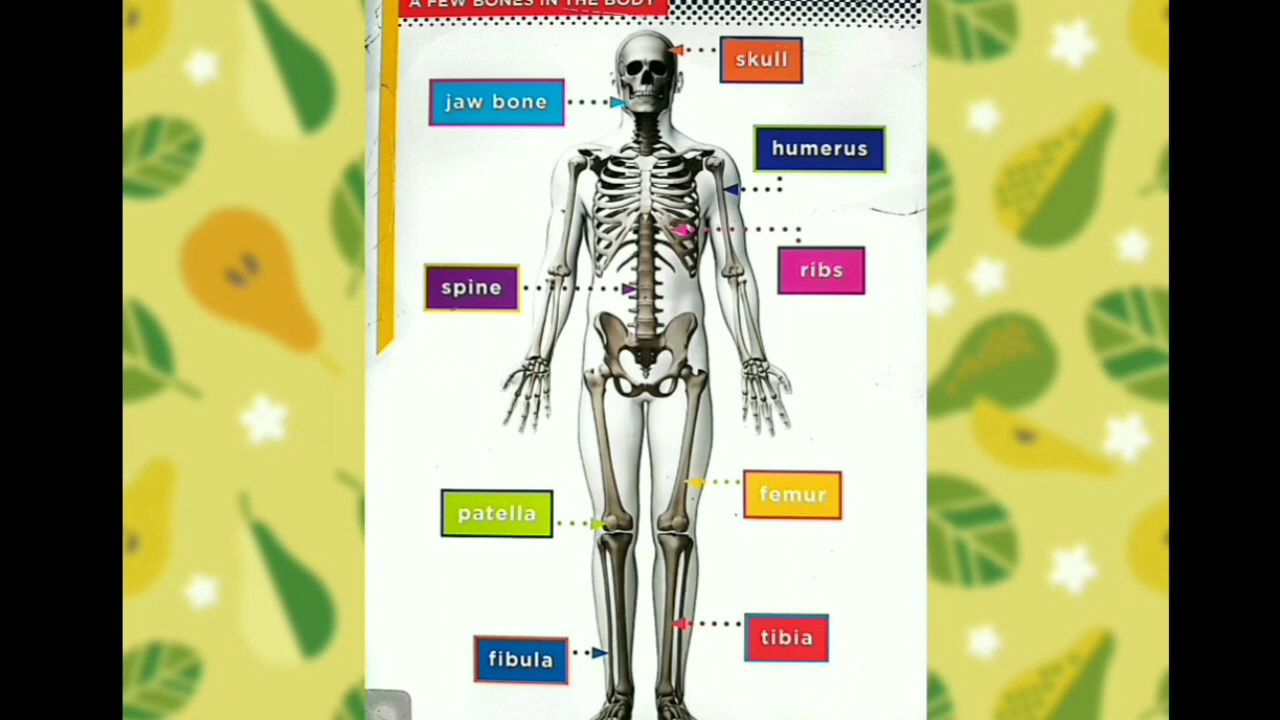 A FEW BONES IN THE BODY
skull
jaw bone
humerus
ribs
spine
femur
patella
tibia
fibula